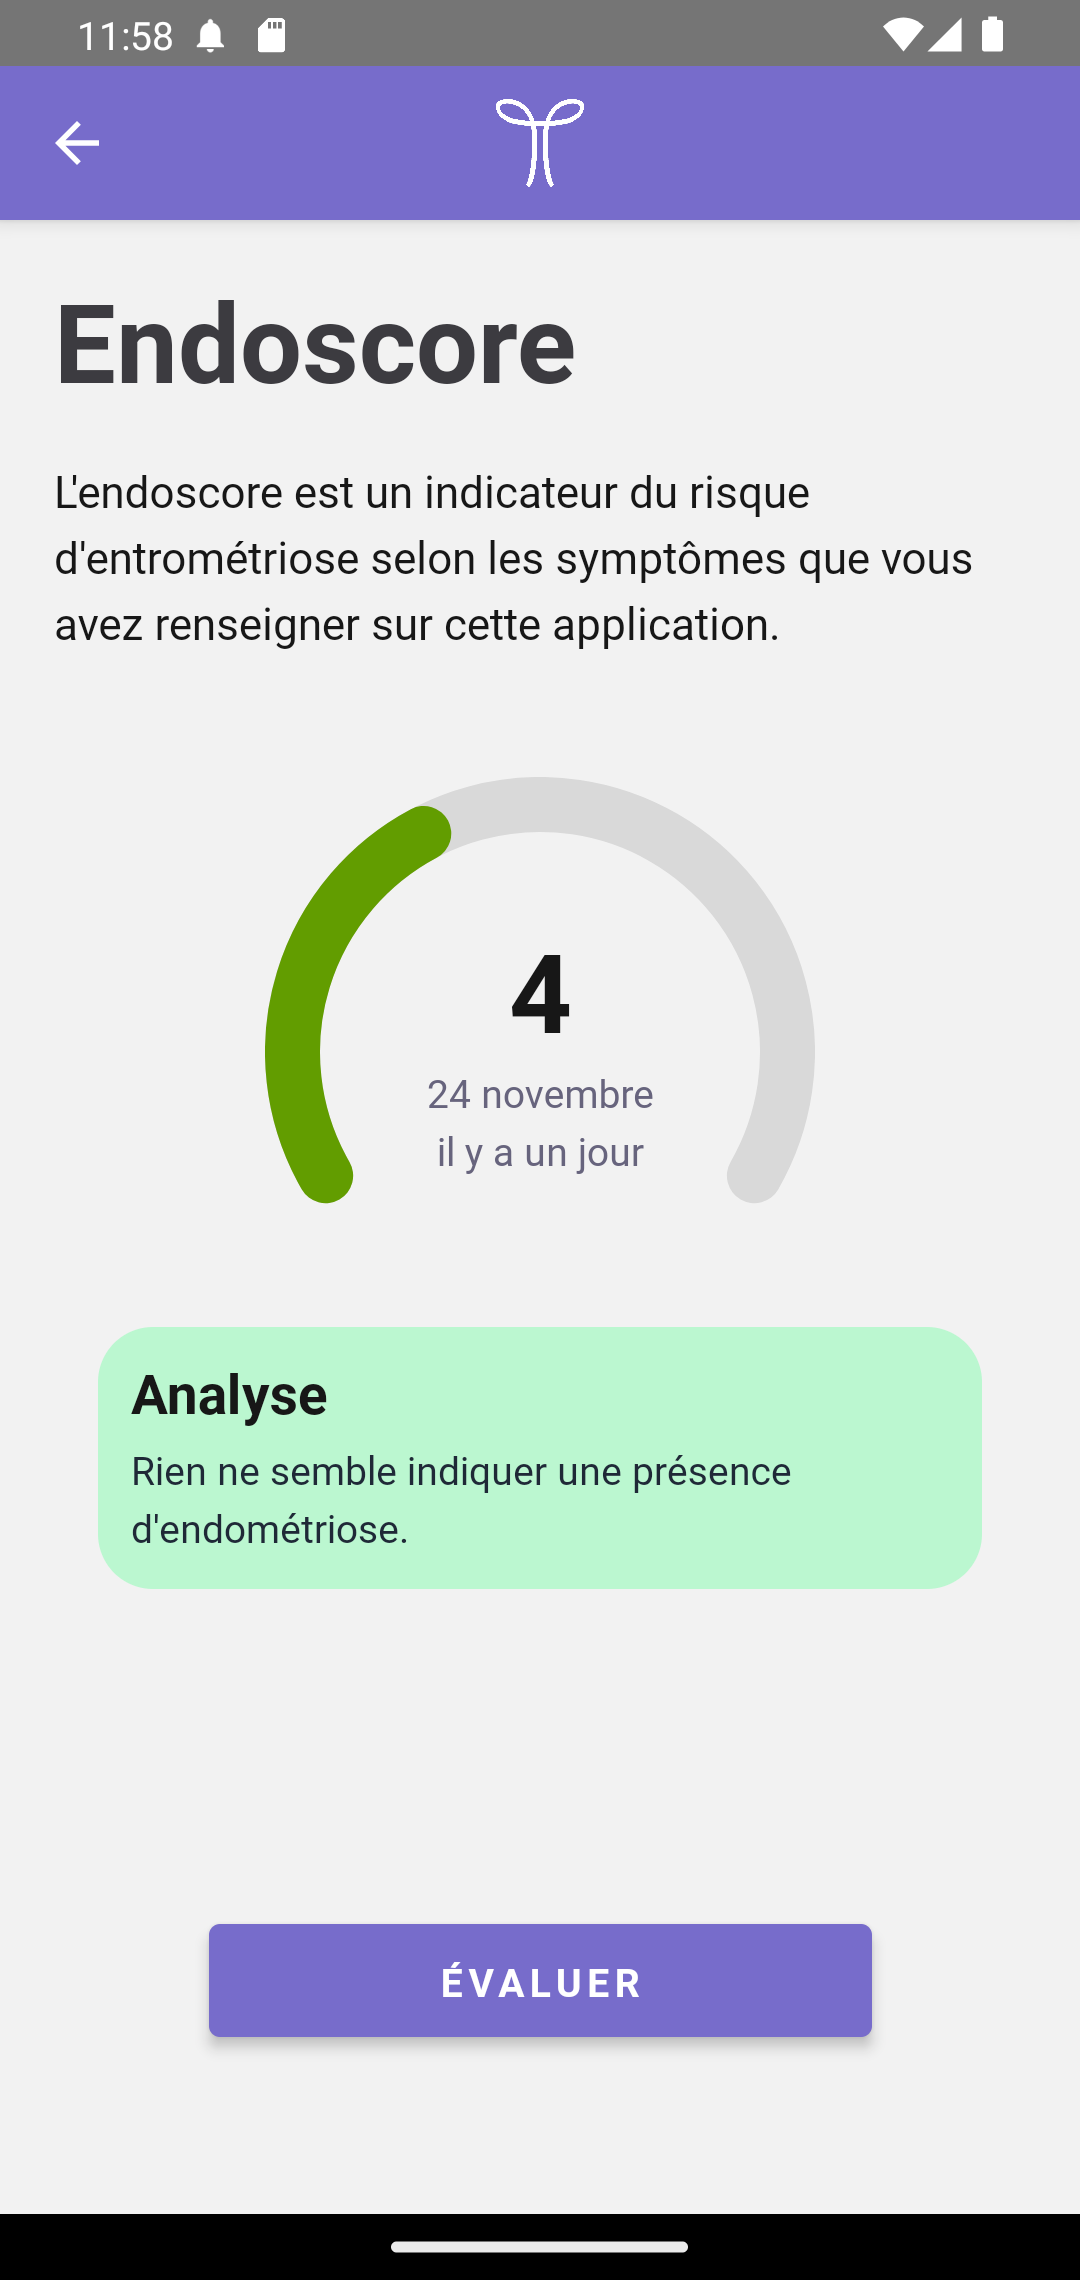 11:58
Endoscore
L'endoscore est un indicateur du risque
d'entrométriose selon les symptômes que vous
avez renseigner sur cette application.
4
24 novembre
il y a un jour
Analyse
Rien ne semble indiquer une présence
d'endométriose.
ÉVALUER